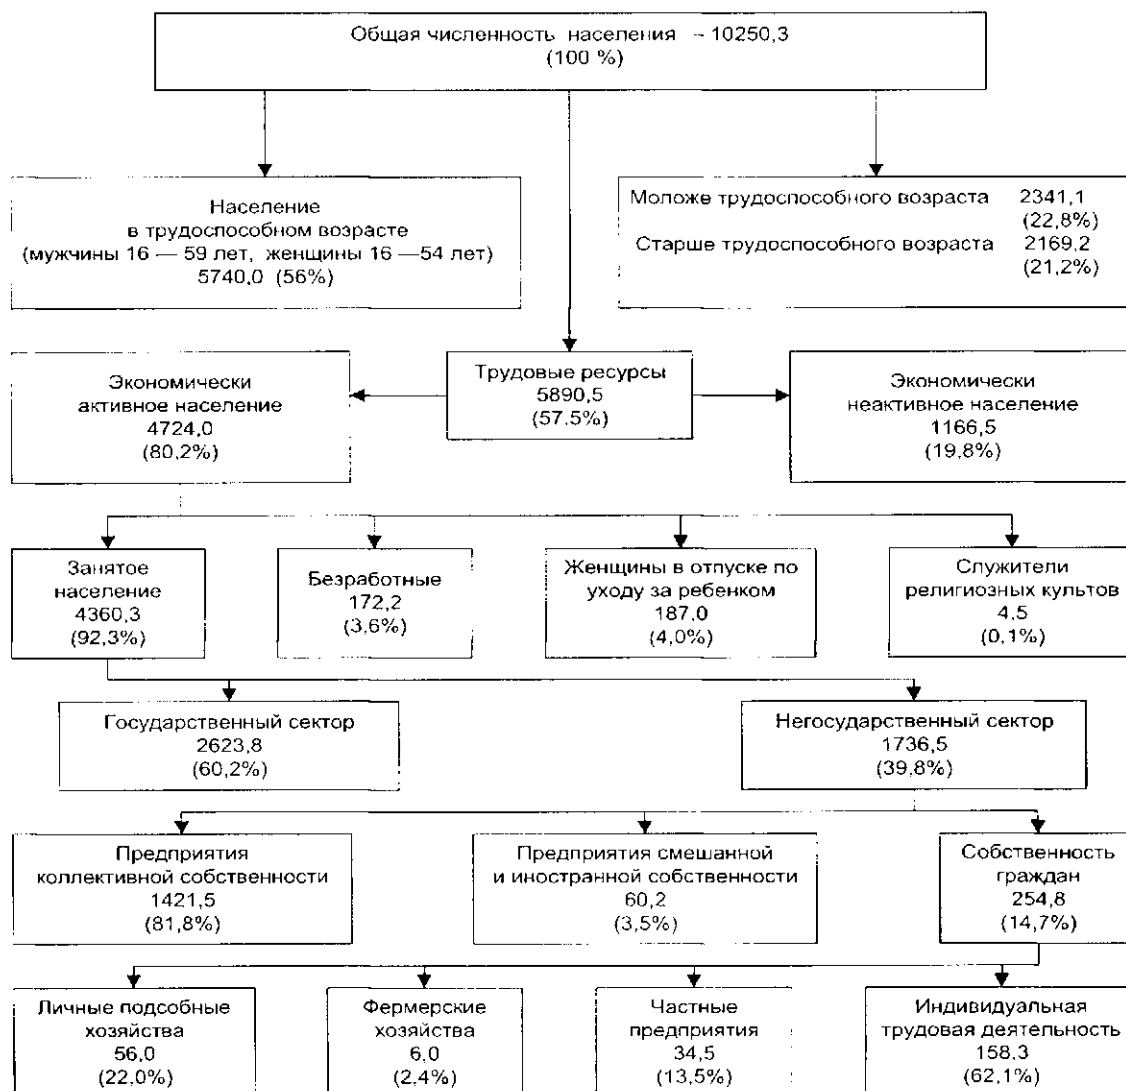 Общая численность населения – 10250,3
(100 %)
Население
в трудоспособном возрасте
(мужчины 16 — 59 лет, женщины 16 —54 лет)
5740,0 (56%)
Моложе трудоспособного возраста 2341,1
(22,8%)
Старше трудоспособного возраста 2169,2
(21,2%)
Экономически
активное население
4724,0
(80,2%)
Трудовые ресурсы
5890,5
(57.5%)
Экономически
неактивное население
1166,5
(19,8%)
Занятое
население
4360,3
(92,3%)
Безработные
172,2
(3,6%)
Женщины в отпуске по
уходу за ребенком
187,0
(4,0%)
Служители
религиозных культов
4,5
(0,1%)
Государственный сектор
2623,8
(60,2%)
Негосударственный сектор
1736,5
(39,8%)
Предприятия
коллективной собственности
1421,5
(81,8%)
Предприятия смешанной
и иностранной собственности
60,2
(3,5%)
Собственность
граждан
254,8
(14,7%)
Личные подсобные
хозяйства
56,0
(22,0%)
Фермерские
хозяйства
6,0
(2,4%)
Частные
предприятия
34,5
(13,5%)
Индивидуальная
трудовая деятельность
158,3
(62,1%)